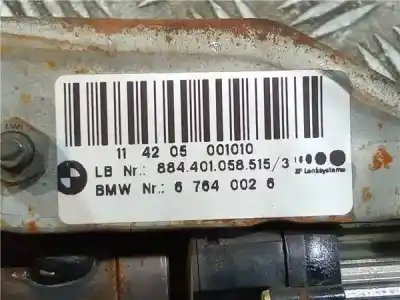 11 42 05 001010
LB Nr.: 884.401.058.515/3
ZF Lenksysteme
BMW Nr.: 6 764 002 6